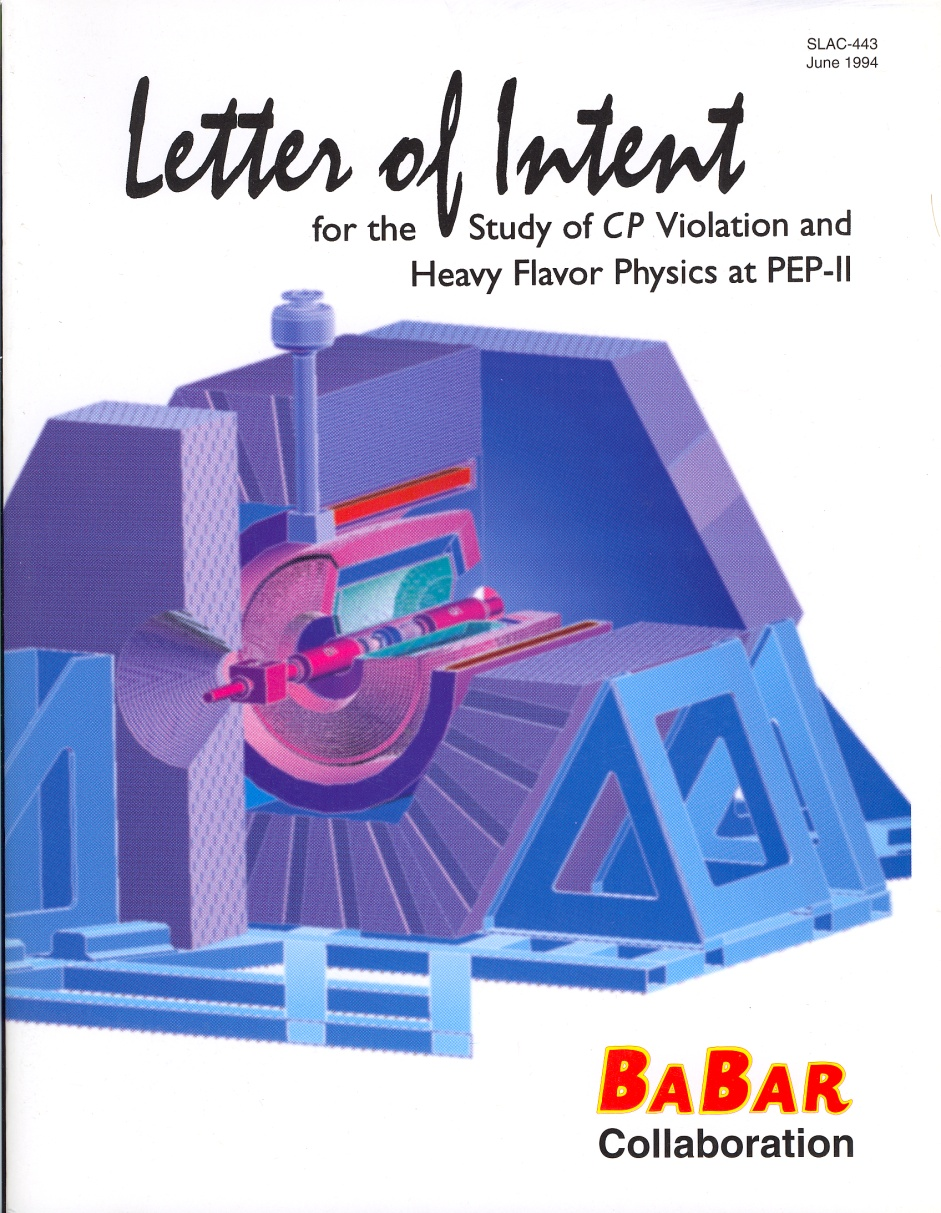 SLAC-443
June 1994
Letter of Intent
for the Study of CP Violation and
Heavy Flavor Physics at PEP-II
BABAR
Collaboration